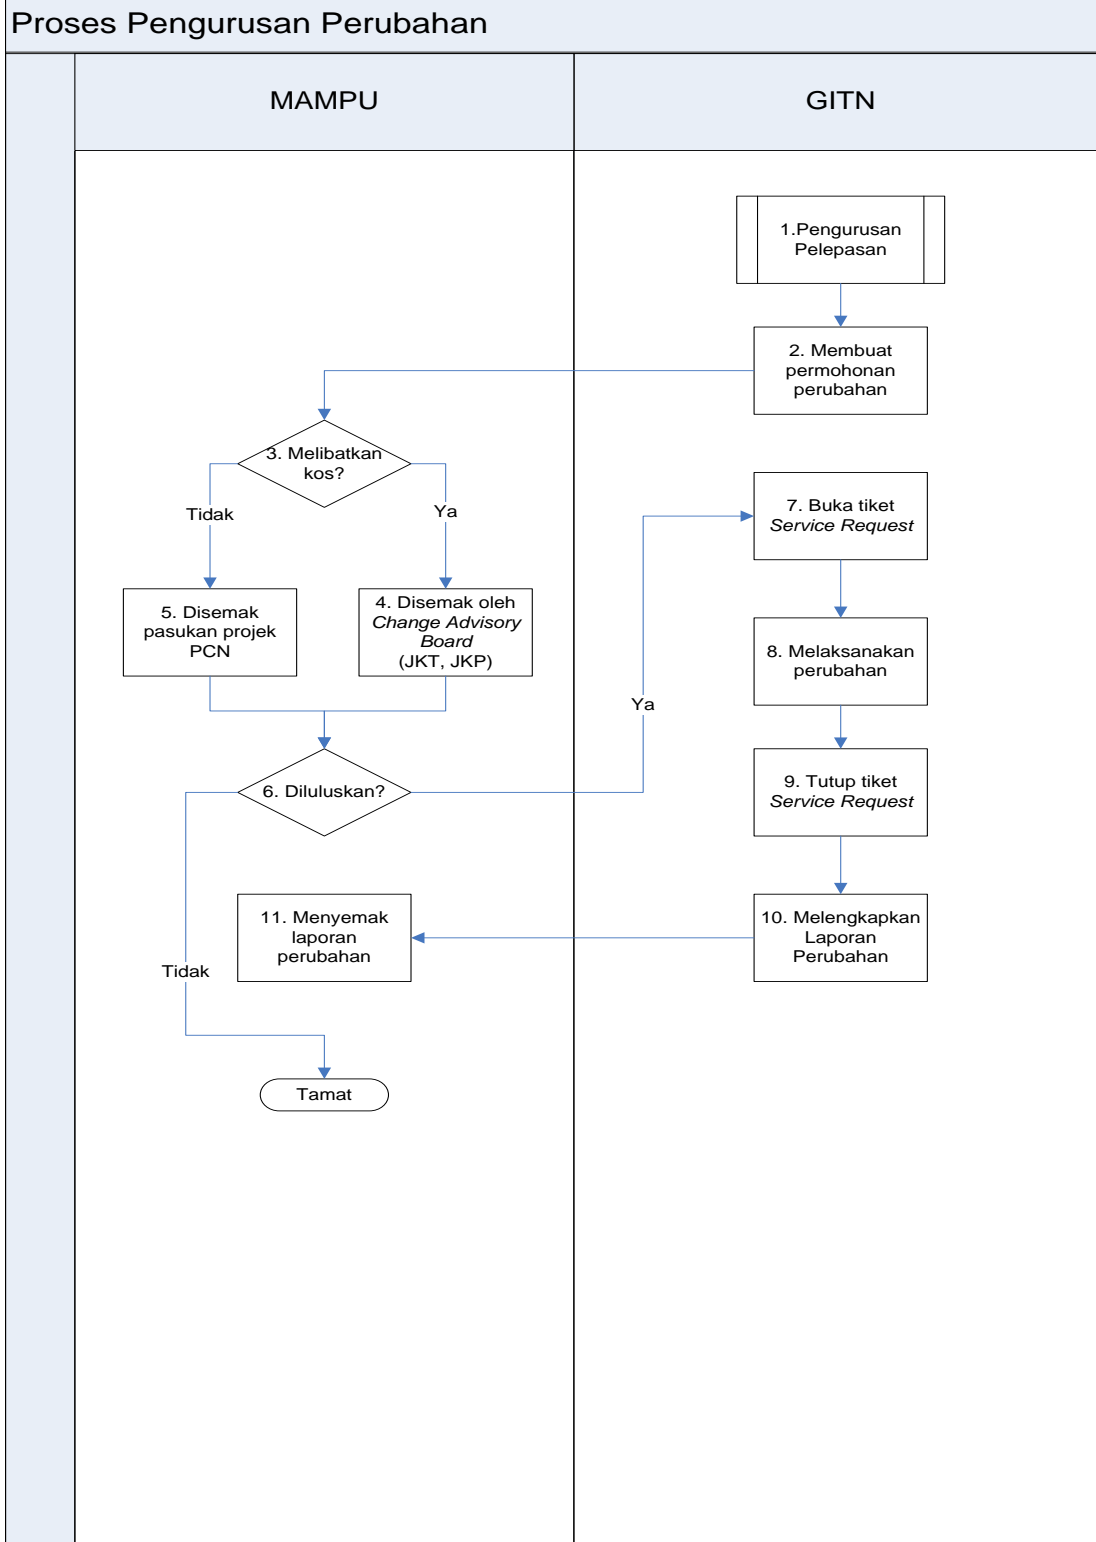 Proses Pengurusan Perubahan
MAMPU
GITN
1.Pengurusan
Pelepasan
2. Membuat
permohonan
perubahan
3. Melibatkan
kos?
Tidak
Ya
5. Disemak
pasukan projek
PCN
4. Disemak oleh
Change Advisory
Board
(JKT, JKP)
6. Diluluskan?
Ya
Tidak
7. Buka tiket
Service Request
8. Melaksanakan
perubahan
9. Tutup tiket
Service Request
10. Melengkapkan
Laporan
Perubahan
11. Menyemak
laporan
perubahan
Tamat